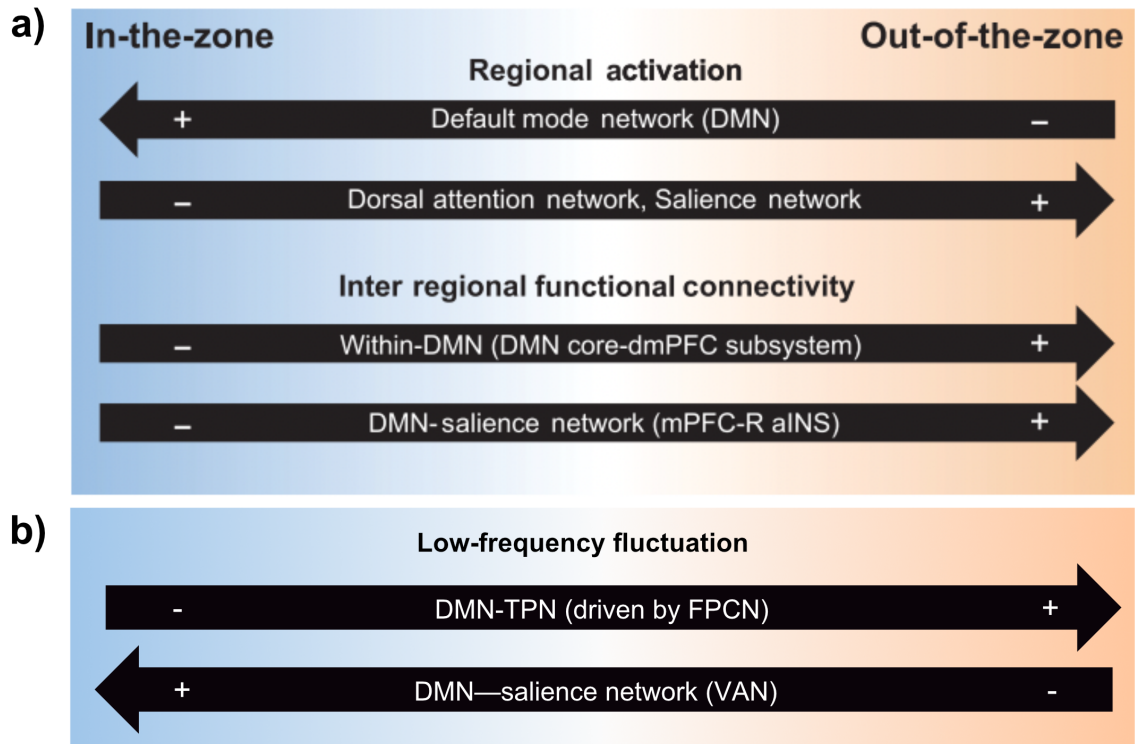 a)
In-the-zone
Out-of-the-zone
Regional activation
+ Default mode network (DMN) –
– Dorsal attention network, Salience network +
Inter regional functional connectivity
– Within-DMN (DMN core-dmPFC subsystem) +
– DMN-salience network (mPFC-R aINS) +
b)
Low-frequency fluctuation
- DMN-TPN (driven by FPCN) +
+ DMN—salience network (VAN) -